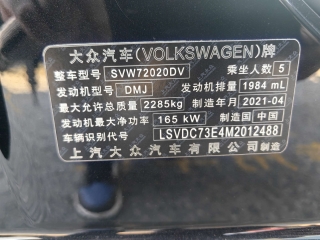 大众汽车(VOLKSWAGEN)牌
整车型号 SVW72020DV 乘坐人数 5
发动机型号 DMJ 发动机排量 1984 mL
最大允许总质量 2285kg 制造年月 2021-04
发动机最大净功率 165 kW 制造国 中国
车辆识别代号 LSVDC73E4M2012488
上汽大众汽车有限公司 制造